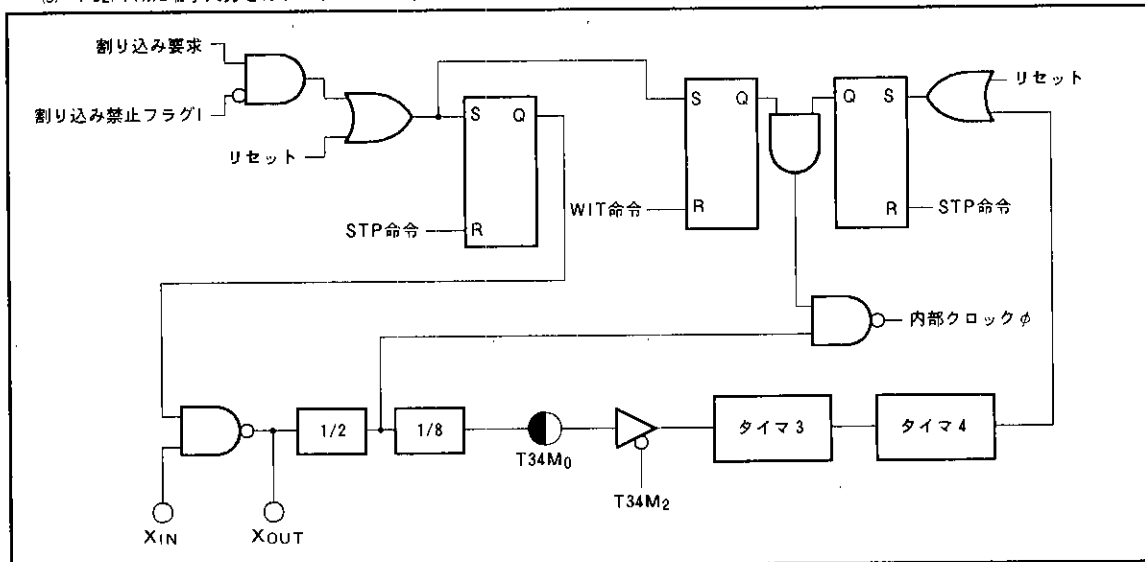 割り込み要求
割り込み禁止フラグI
リセット
S Q
STP命令
R
S Q
WIT命令
R
Q S
R
STP命令
リセット
内部クロックφ
1/2
1/8
T34M0
T34M2
タイマ3
タイマ4
XIN
XOUT